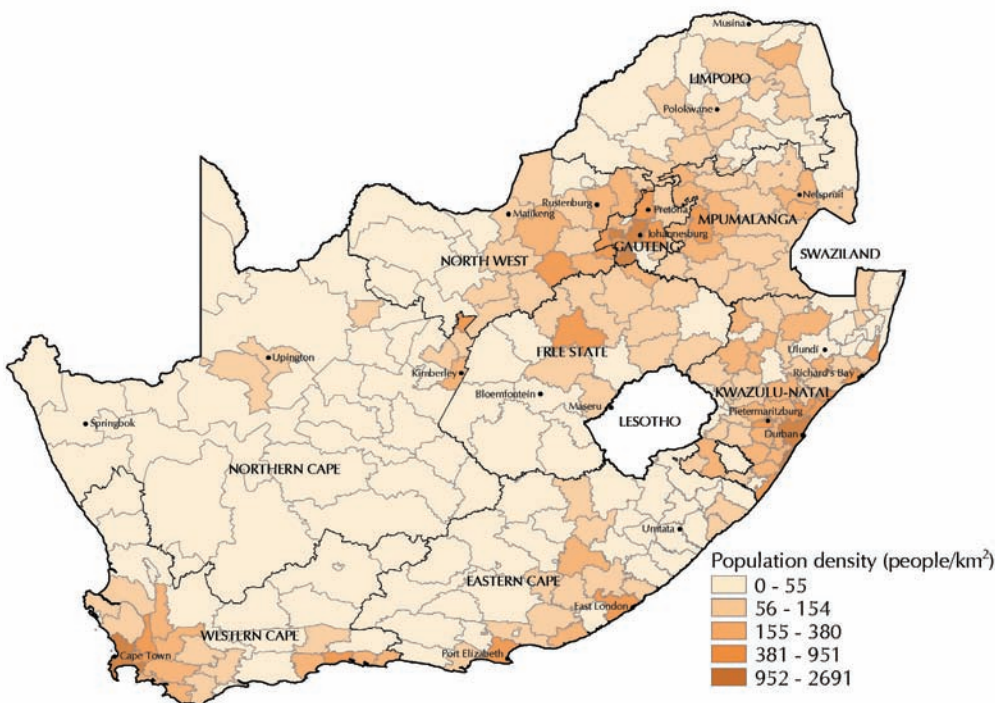 Musina
LIMPOPO
Polokwane
Nelspruit
Rustenburg
Pretoria
Mafikeng
MPUMALANGA
Johannesburg
GAUTENG
NORTH WEST
SWAZILAND
Upington
FREE STATE
Ulundi
Kimberley
Richard's Bay
Bloemfontein
KWAZULU-NATAL
Maseru
Pietermaritzburg
LESOTHO
Springbok
Durban
NORTHERN CAPE
Umtata
Population density (people/km²)
0 - 55
EASTERN CAPE
56 - 154
East London
155 - 380
WESTERN CAPE
381 - 951
Port Elizabeth
Cape Town
952 - 2691